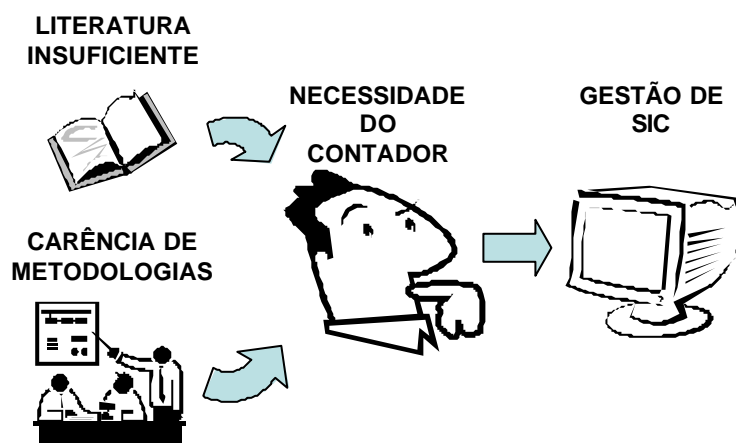 LITERATURA
INSUFICIENTE
NECESSIDADE
DO
CONTADOR
GESTÃO DE
SIC
CARÊNCIA DE
METODOLOGIAS